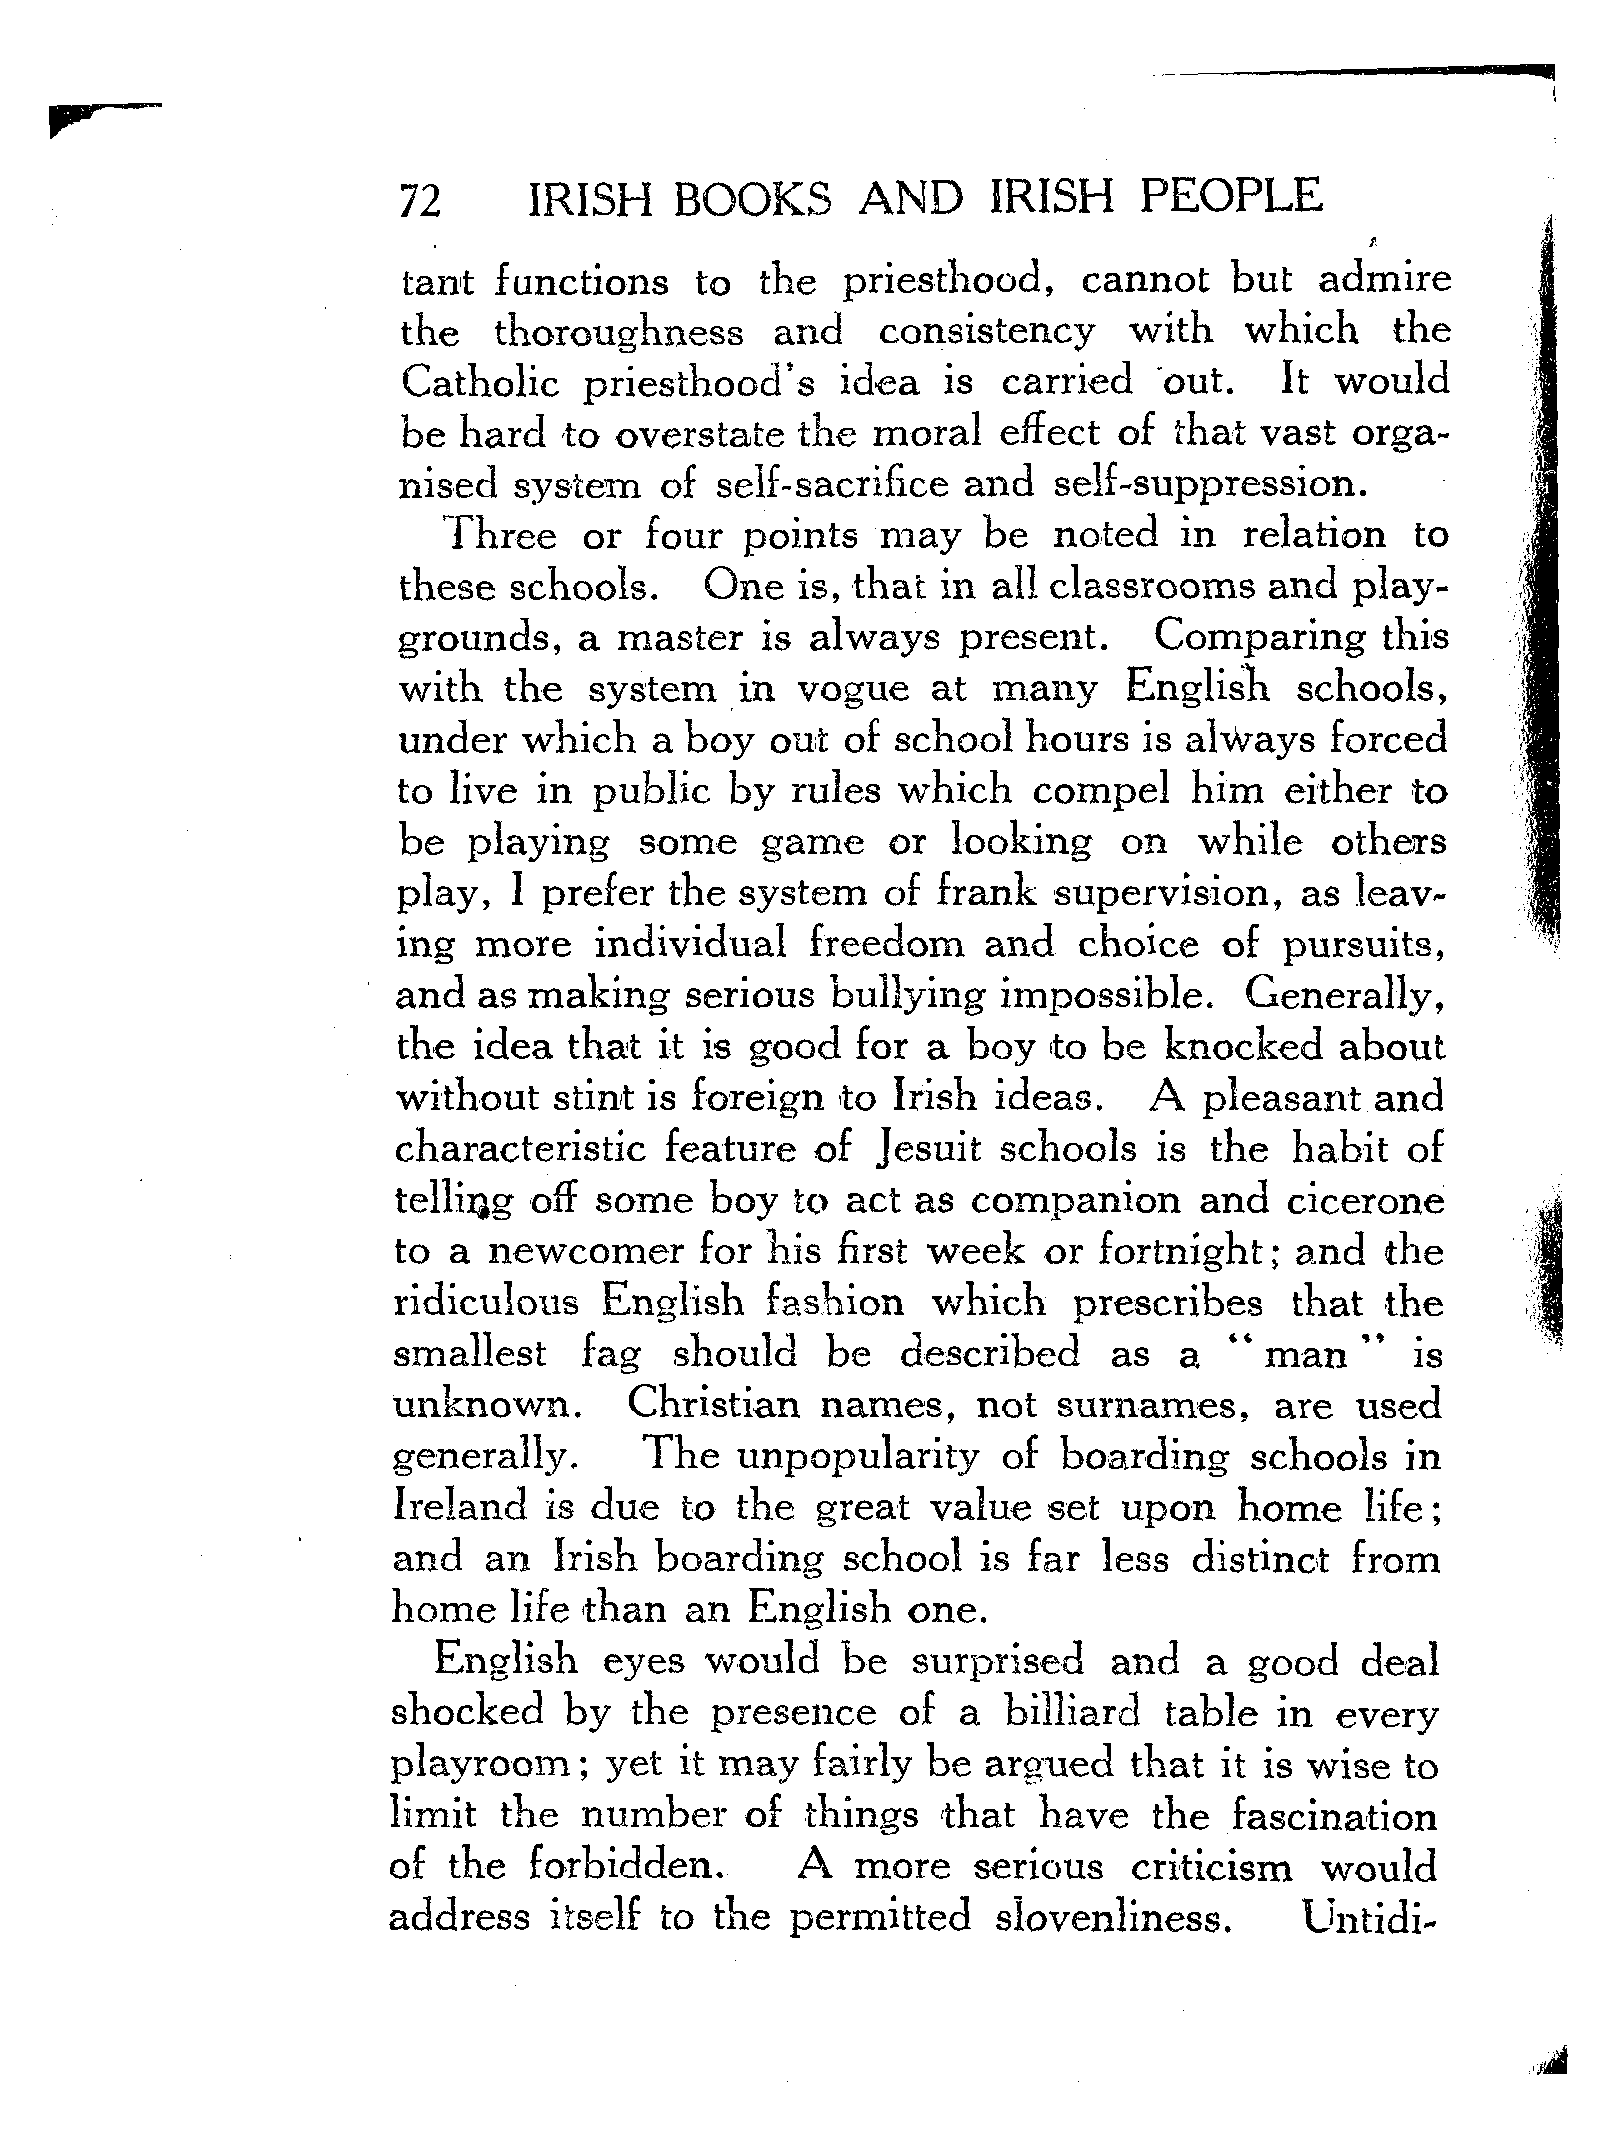 72 IRISH BOOKS AND IRISH PEOPLE
tant functions to the priesthood, cannot but admire
the thoroughness and consistency with which the
Catholic priesthood's idea is carried out. It would
be hard to overstate the moral effect of that vast orga-
nised system of self-sacrifice and self-suppression.
Three or four points may be noted in relation to
these schools. One is, that in all classrooms and play-
grounds, a master is always present. Comparing this
with the system in vogue at many English schools,
under which a boy out of school hours is always forced
to live in public by rules which compel him either to
be playing some game or looking on while others
play, I prefer the system of frank supervision, as leav-
ing more individual freedom and choice of pursuits,
and as making serious bullying impossible. Generally,
the idea that it is good for a boy to be knocked about
without stint is foreign to Irish ideas. A pleasant and
characteristic feature of Jesuit schools is the habit of
telling off some boy to act as companion and cicerone
to a newcomer for his first week or fortnight; and the
ridiculous English fashion which prescribes that the
smallest fag should be described as a "man" is
unknown. Christian names, not surnames, are used
generally. The unpopularity of boarding schools in
Ireland is due to the great value set upon home life;
and an Irish boarding school is far less distinct from
home life than an English one.
English eyes would be surprised and a good deal
shocked by the presence of a billiard table in every
playroom; yet it may fairly be argued that it is wise to
limit the number of things that have the fascination
of the forbidden. A more serious criticism would
address itself to the permitted slovenliness. Untidi-